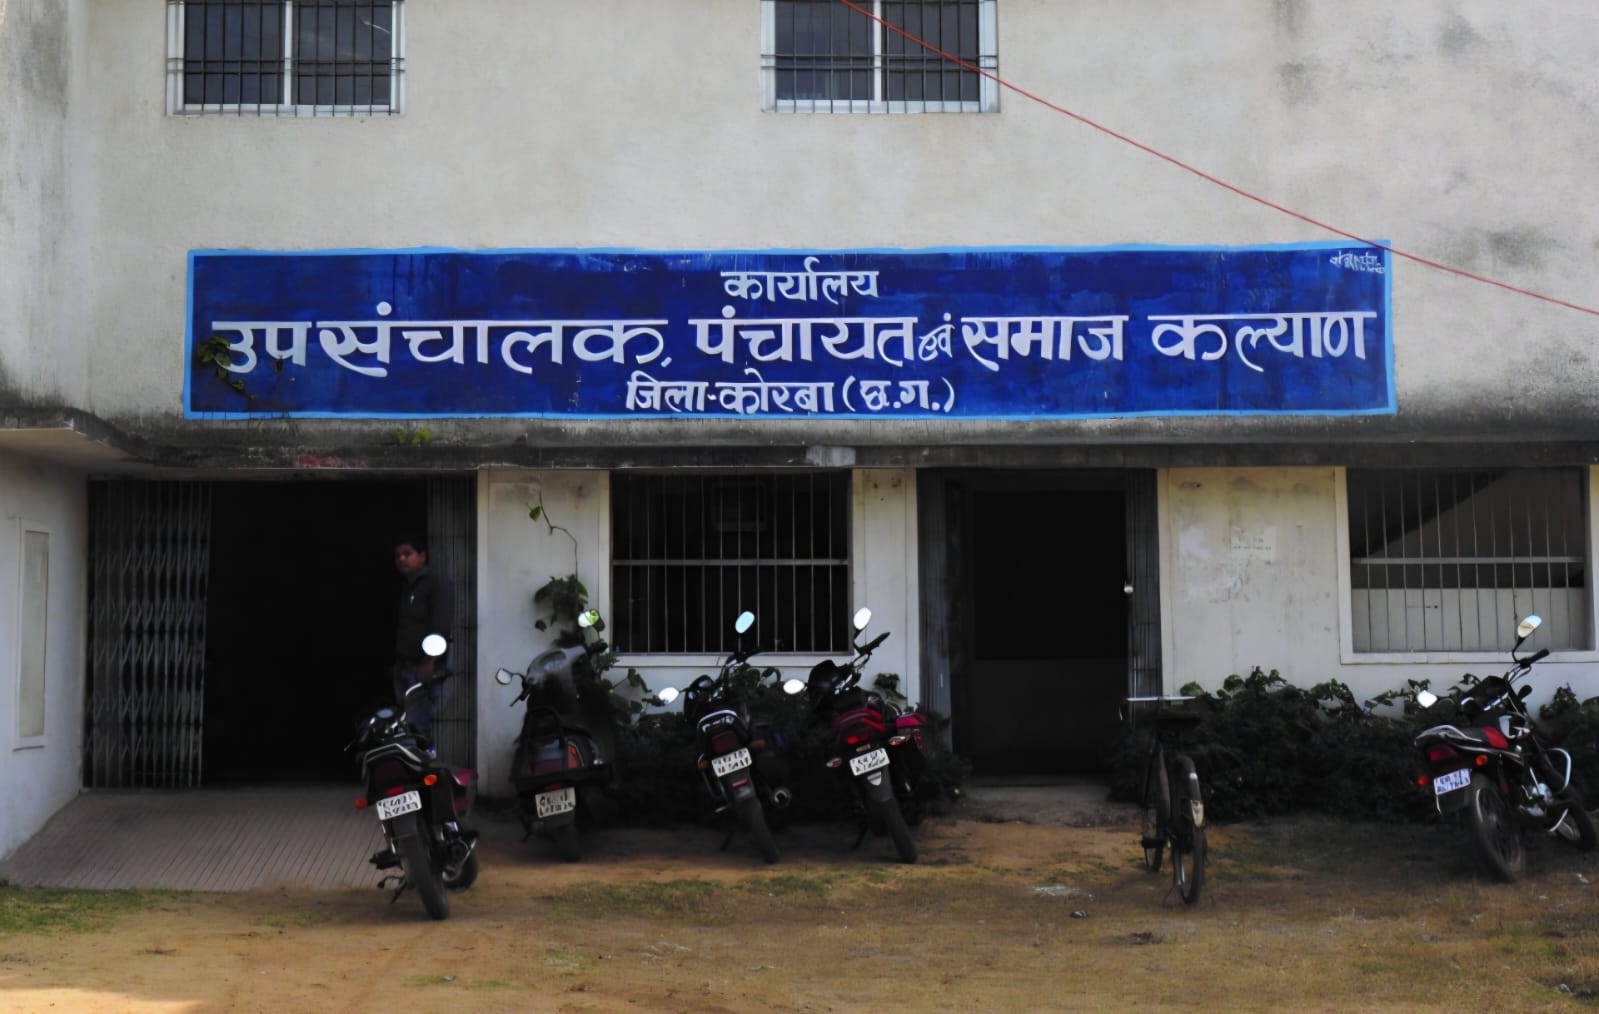 कार्यालय
उपसंचालक, पंचायत एवं समाज कल्याण
जिला-कोरबा (छ.ग.)